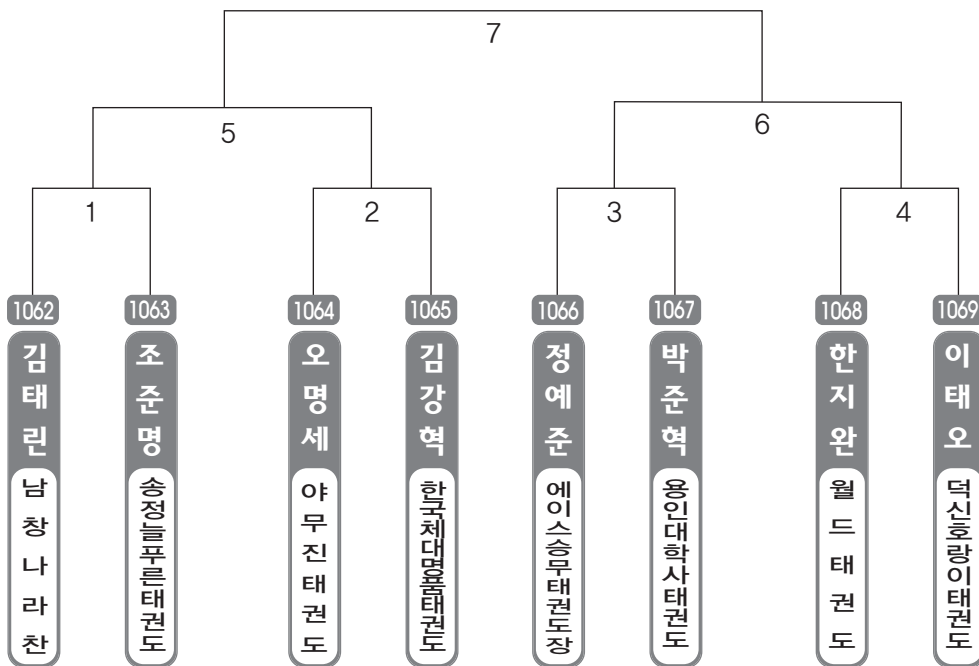 7
5
6
1
2
3
4
1062
1063
1064
1065
1066
1067
1068
1069
김태린
조준명
오명세
김강혁
정예준
박준혁
한지완
이태오
남창나라찬
송정늘푸른태권도
야무진태권도
한국체대명품태권도
에이스승무태권도장
용인대학사태권도
월드태권도
덕신호랑이태권도